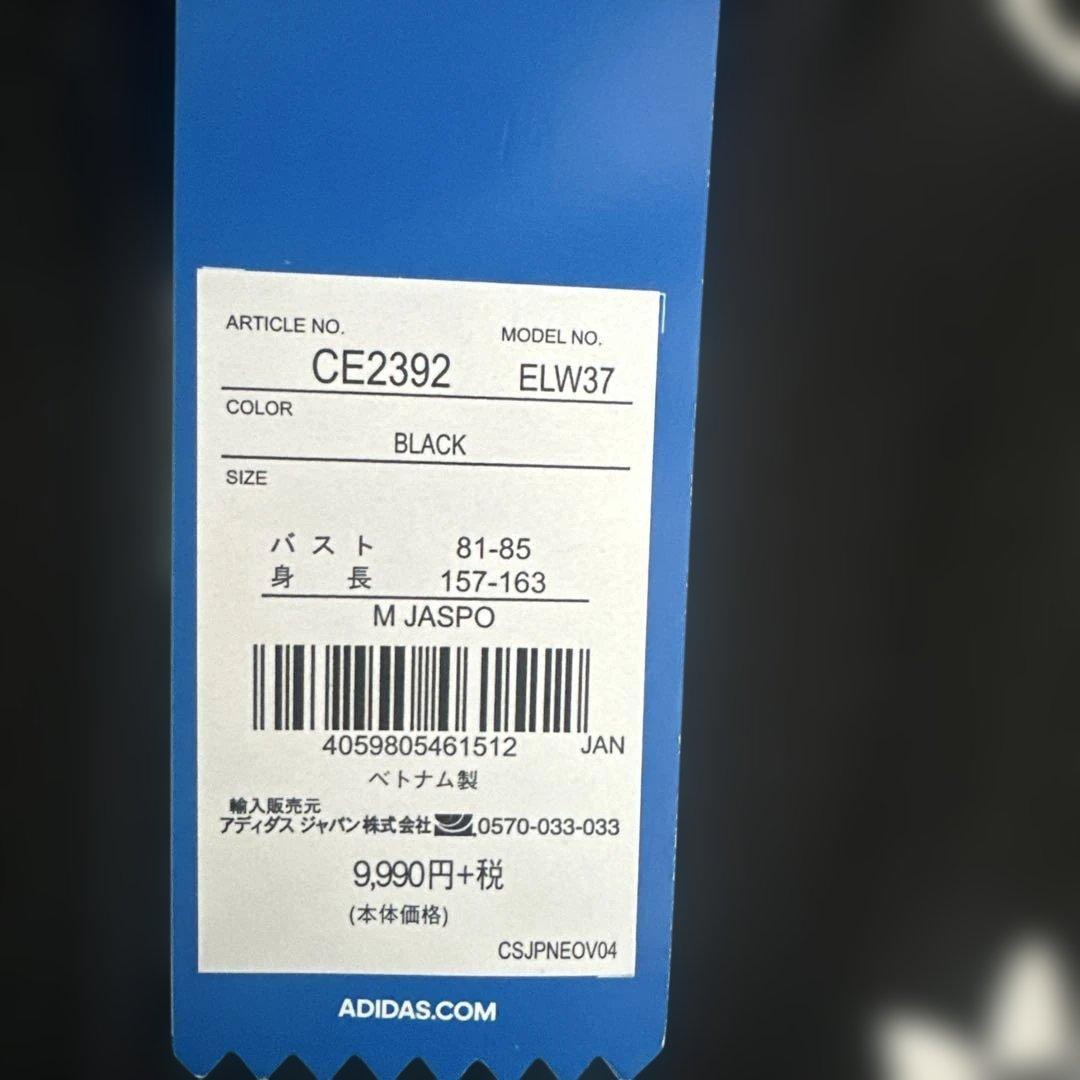 ARTICLE NO. MODEL NO.
CE2392 ELW37
COLOR
BLACK
SIZE
バスト 81-85
身長 157-163
M JASPO
4059805461512 JAN
ベトナム製
輸入販売元
アディダス ジャパン株式会社 0570-033-033
9,990円+税
(本体価格)
CSJPNEOV04
ADIDAS.COM